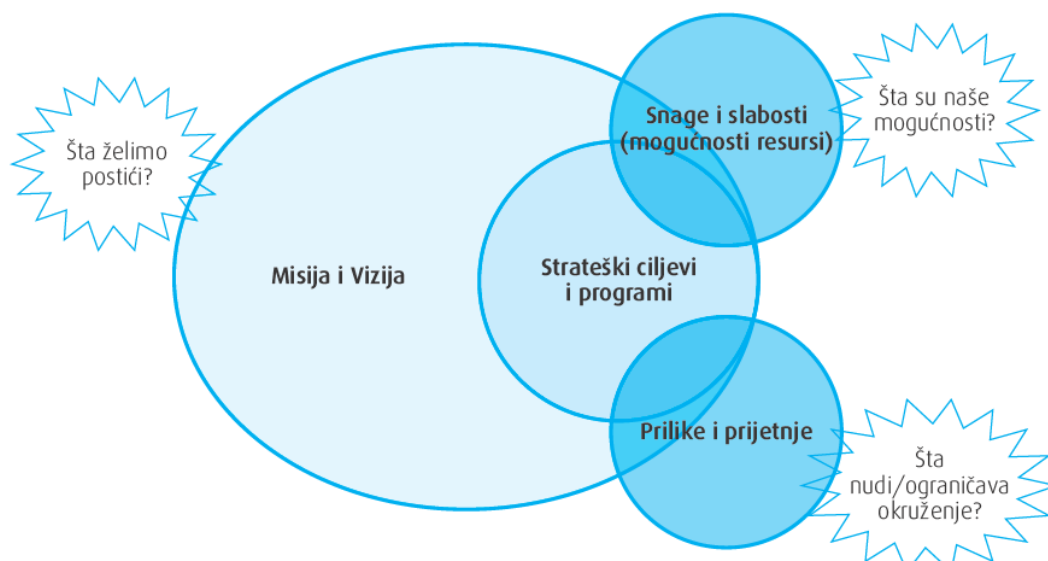 Šta želimo
postići?
Misija i Vizija
Strateški ciljevi
i programi
Snage i slabosti
(mogućnosti resursi)
Šta su naše
mogućnosti?
Prilike i prijetnje
Šta
nudi/ograničava
okruženje?